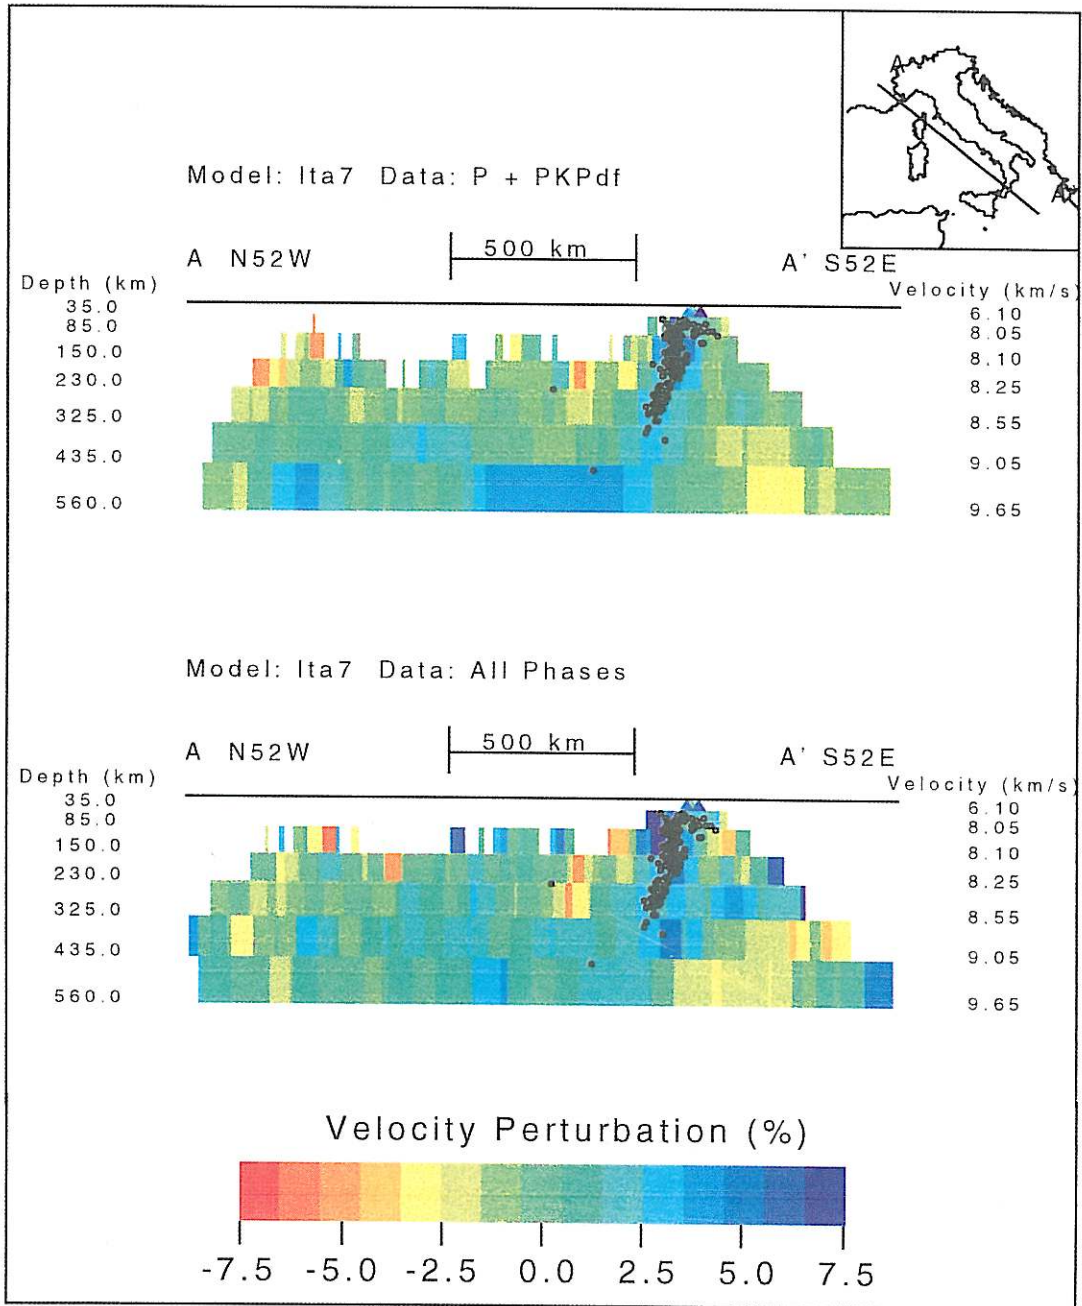 A
A'
Model: Ita7 Data: P + PKPdf
A N52W
500 km
A' S52E
Depth (km)
Velocity (km/s)
35.0
6.10
85.0
8.05
150.0
8.10
230.0
8.25
325.0
8.55
435.0
9.05
560.0
9.65
Model: Ita7 Data: All Phases
A N52W
500 km
A' S52E
Depth (km)
Velocity (km/s)
35.0
6.10
85.0
8.05
150.0
8.10
230.0
8.25
325.0
8.55
435.0
9.05
560.0
9.65
Velocity Perturbation (%)
-7.5 -5.0 -2.5 0.0 2.5 5.0 7.5